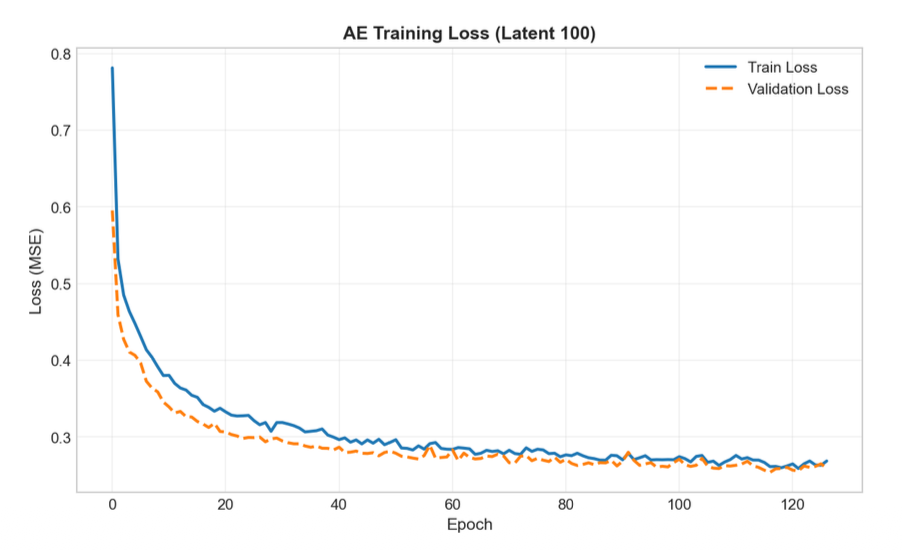 AE Training Loss (Latent 100)
Train Loss
Validation Loss
Loss (MSE)
0.8
0.7
0.6
0.5
0.4
0.3
0 20 40 60 80 100 120
Epoch